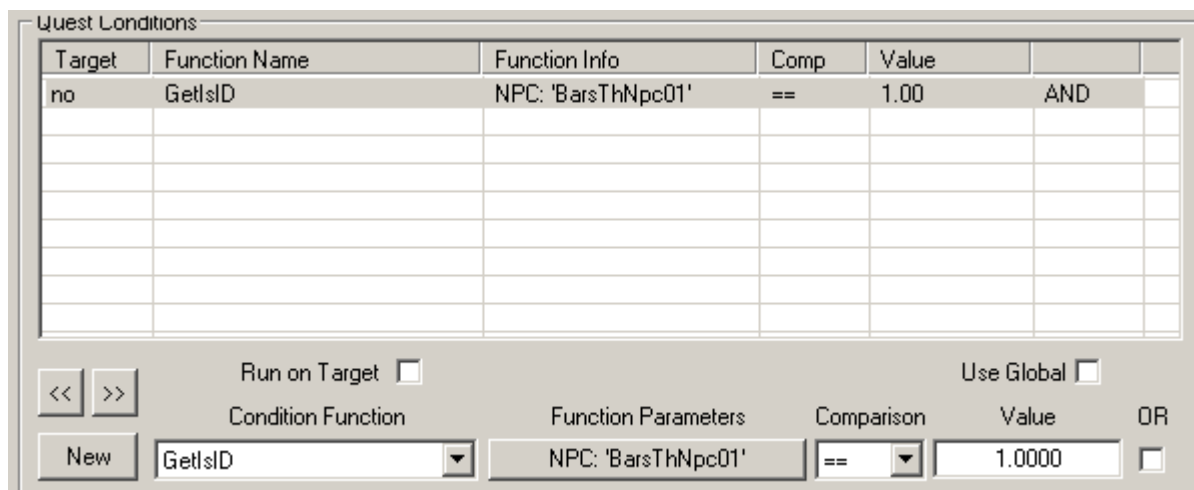 Quest Conditions
Target Function Name Function Info Comp Value
no GetIsID NPC: 'BarsThNpc01' == 1.00 AND
Run on Target Use Global
<< >>
Condition Function Function Parameters Comparison Value OR
New GetIsID NPC: 'BarsThNpc01' == 1.0000